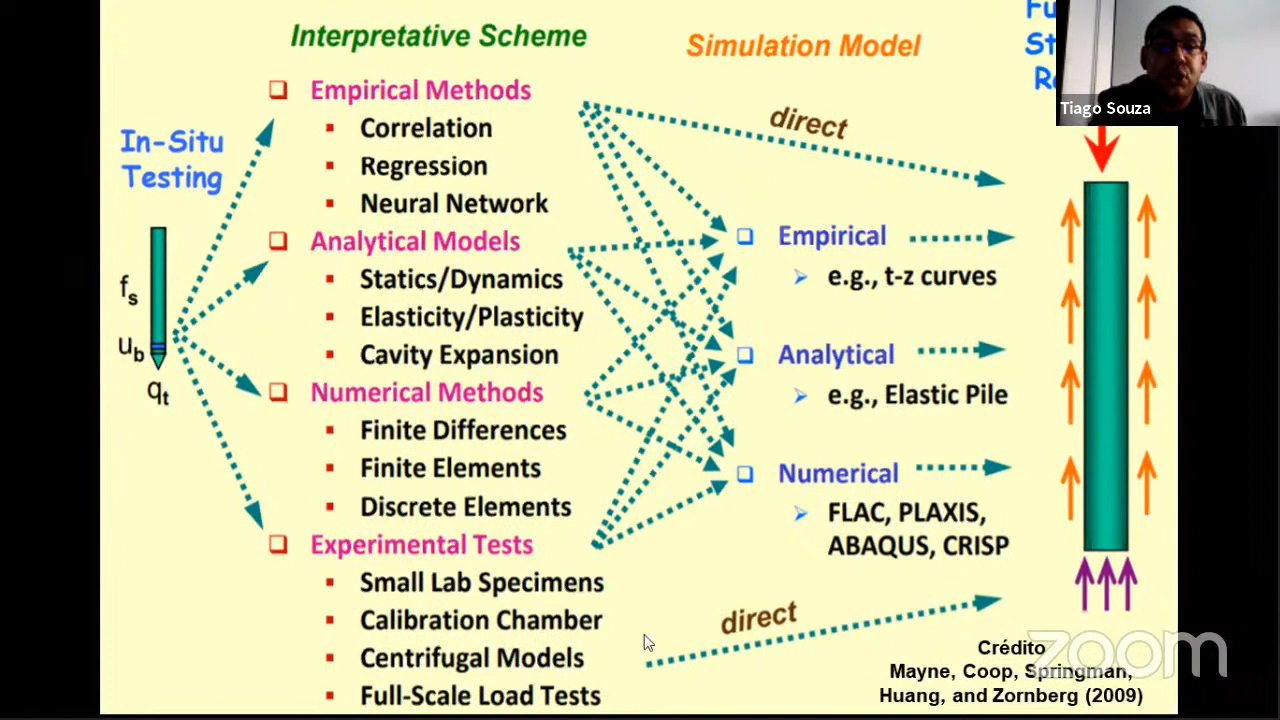 Interpretative Scheme
Simulation Model
Fu
St
Re
Tiago Souza
In-Situ
Testing
fs
ub
qt
Empirical Methods
Correlation
Regression
Neural Network
Analytical Models
Statics/Dynamics
Elasticity/Plasticity
Cavity Expansion
Numerical Methods
Finite Differences
Finite Elements
Discrete Elements
Experimental Tests
Small Lab Specimens
Calibration Chamber
Centrifugal Models
Full-Scale Load Tests
direct
Empirical
e.g., t-z curves
Analytical
e.g., Elastic Pile
Numerical
FLAC, PLAXIS,
ABAQUS, CRISP
direct
Crédito
Mayne, Coop, Springman,
Huang, and Zornberg (2009)
zoom